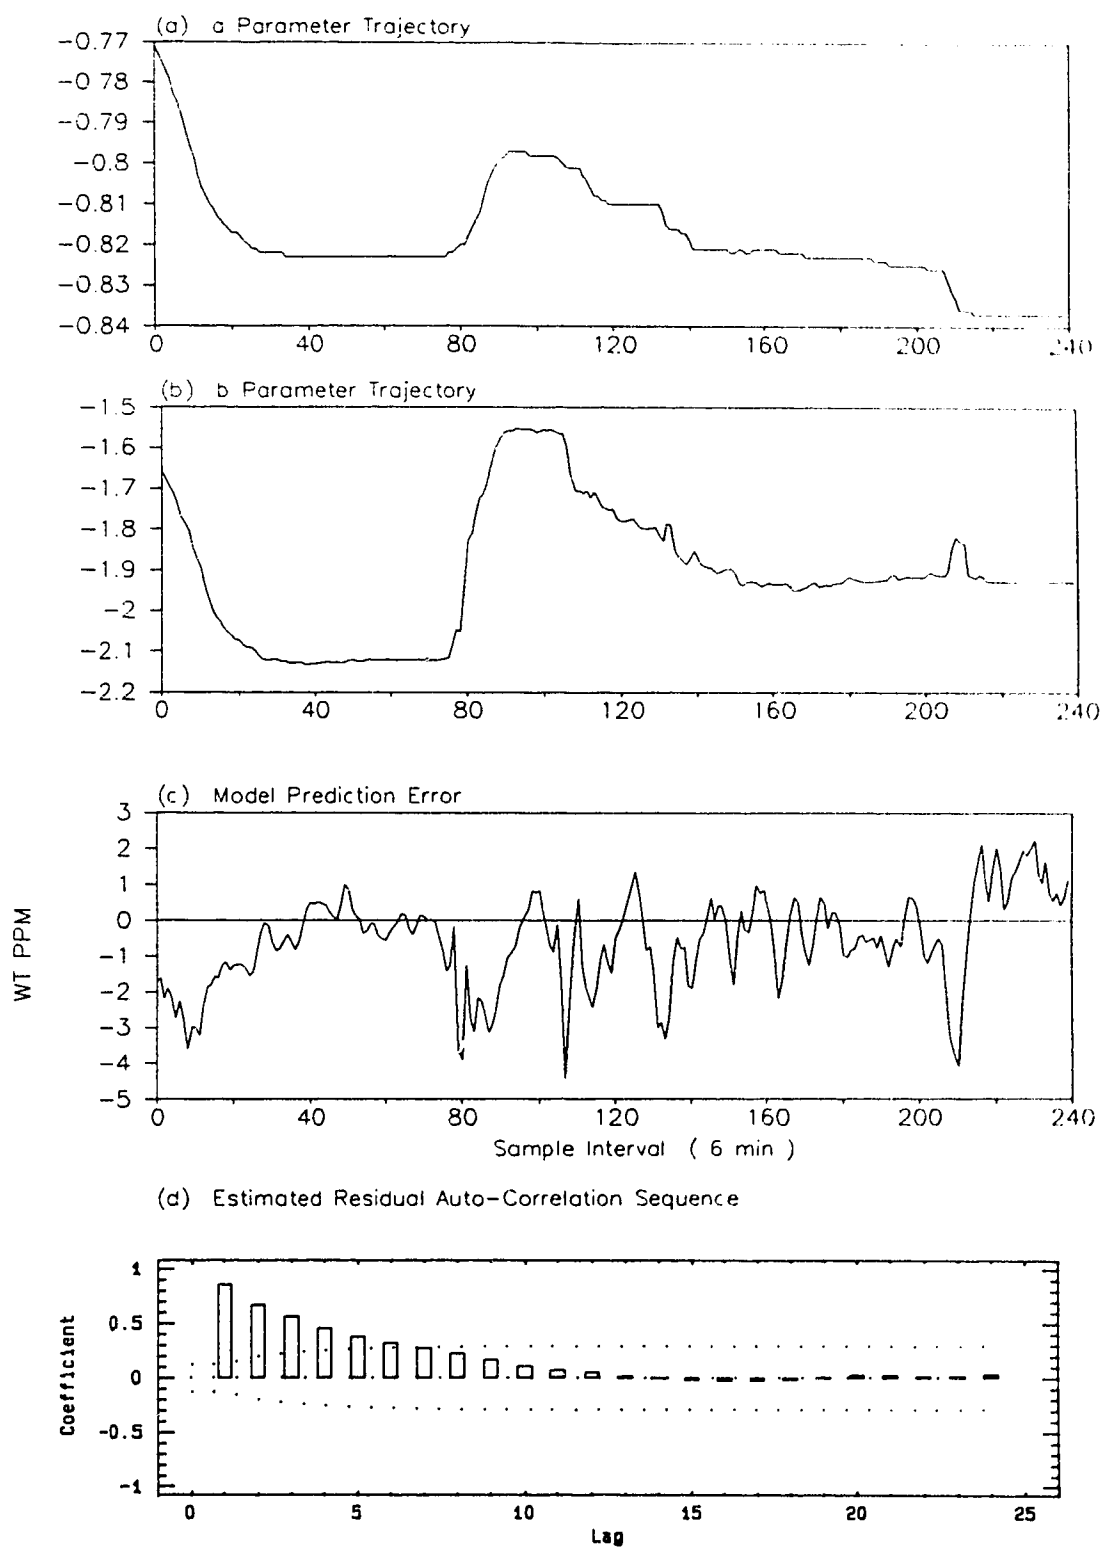 (a) a Parameter Trajectory
-0.77
-0.78
-0.79
-0.8
-0.81
-0.82
-0.83
-0.84
0 40 80 120 160 200 240
(b) b Parameter Trajectory
-1.5
-1.6
-1.7
-1.8
-1.9
-2
-2.1
-2.2
0 40 80 120 160 200 240
(c) Model Prediction Error
3
2
1
0
-1
-2
-3
-4
-5
WT PPM
0 40 80 120 160 200 240
Sample Interval ( 6 min )
(d) Estimated Residual Auto-Correlation Sequence
1
0.5
0
-0.5
-1
Coefficient
0 5 10 15 20 25
Lag